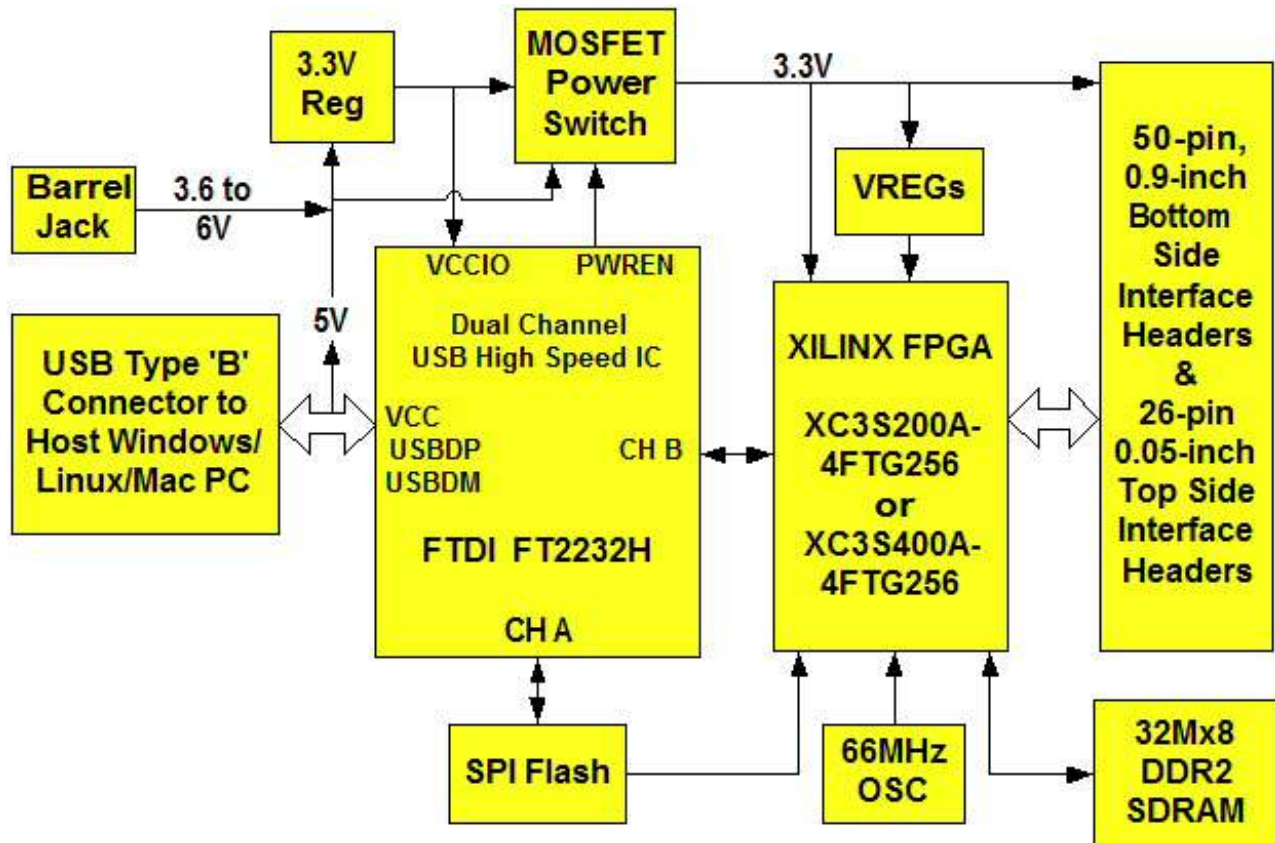 3.3V
Reg
MOSFET
Power
Switch
3.3V
50-pin,
0.9-inch
Bottom
Side
Interface
Headers
&
26-pin
0.05-inch
Top Side
Interface
Headers
Barrel
Jack
3.6 to
6V
VREGs
5V
USB Type 'B'
Connector to
Host Windows/
Linux/Mac PC
VCCIO
PWREN
Dual Channel
USB High Speed IC
VCC
USBDP
USBDM
CH B
FTDI FT2232H
CH A
XILINX FPGA
XC3S200A-
4FTG256
or
XC3S400A-
4FTG256
SPI Flash
66MHz
OSC
32Mx8
DDR2
SDRAM